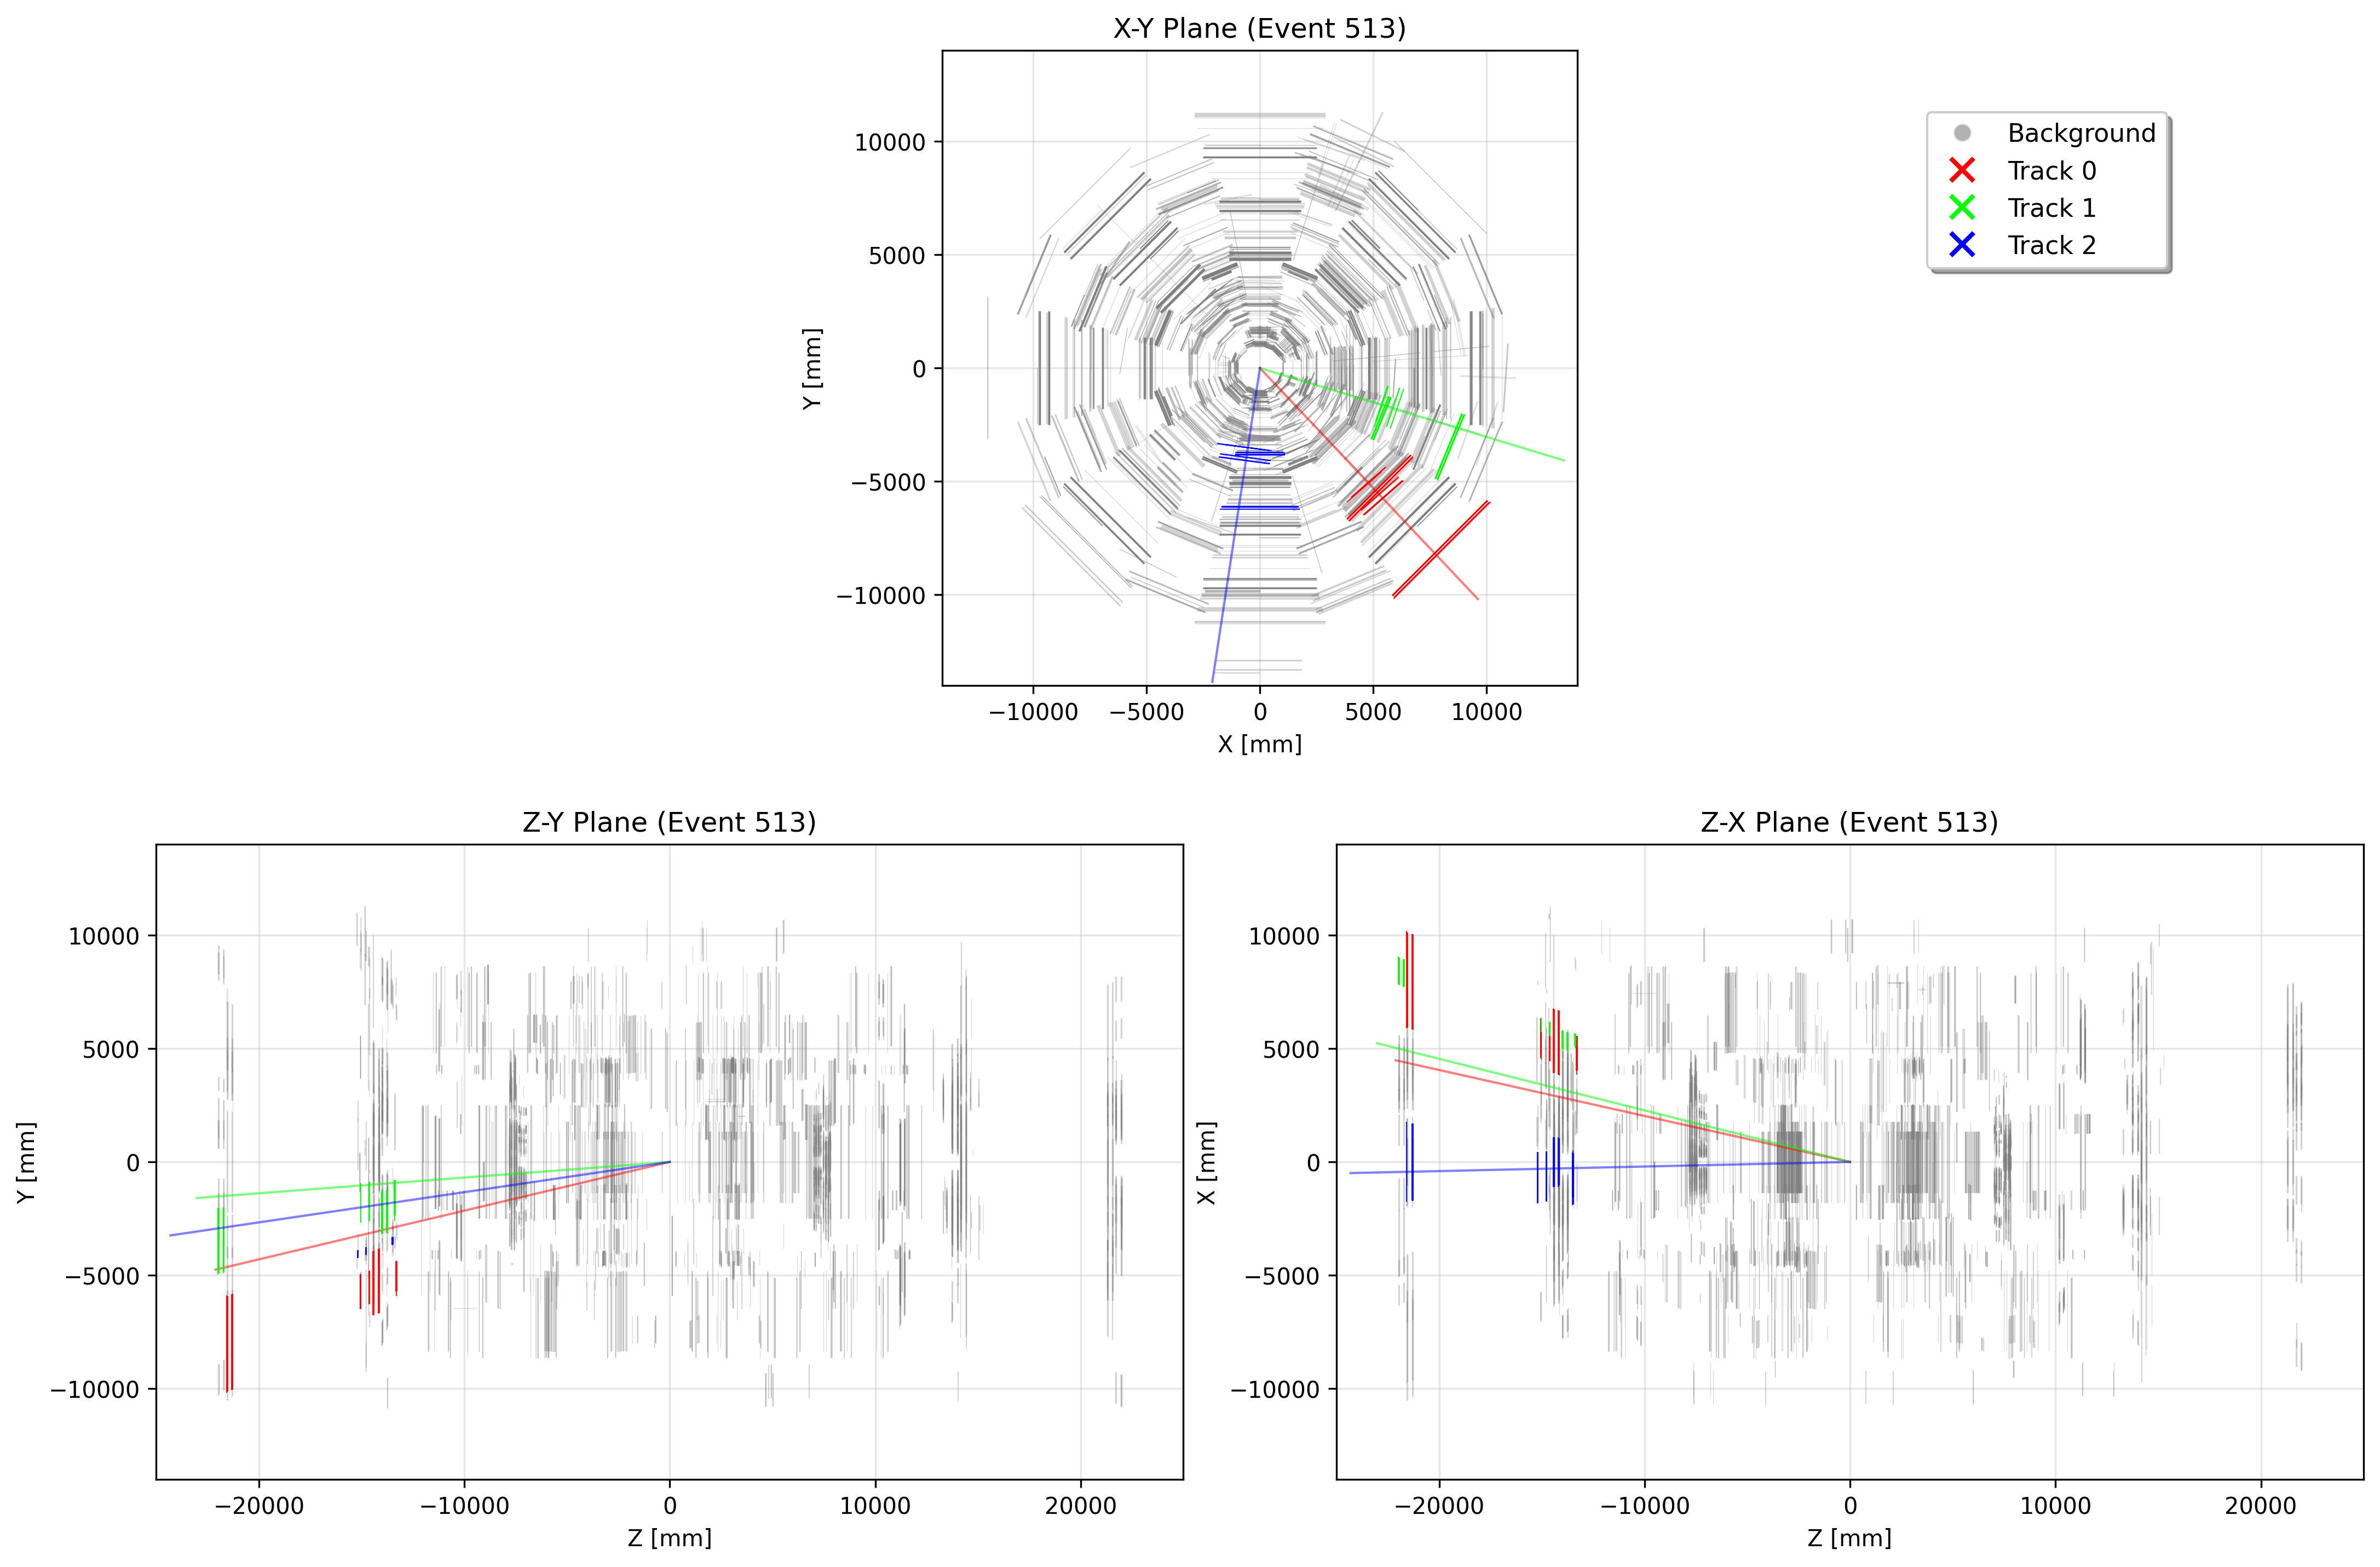 X-Y Plane (Event 513)
10000
5000
0
−5000
−10000
Y [mm]
−10000 −5000 0 5000 10000
X [mm]
Background
Track 0
Track 1
Track 2
Z-Y Plane (Event 513)
10000
5000
0
−5000
−10000
Y [mm]
−20000 −10000 0 10000 20000
Z [mm]
Z-X Plane (Event 513)
10000
5000
0
−5000
−10000
X [mm]
−20000 −10000 0 10000 20000
Z [mm]